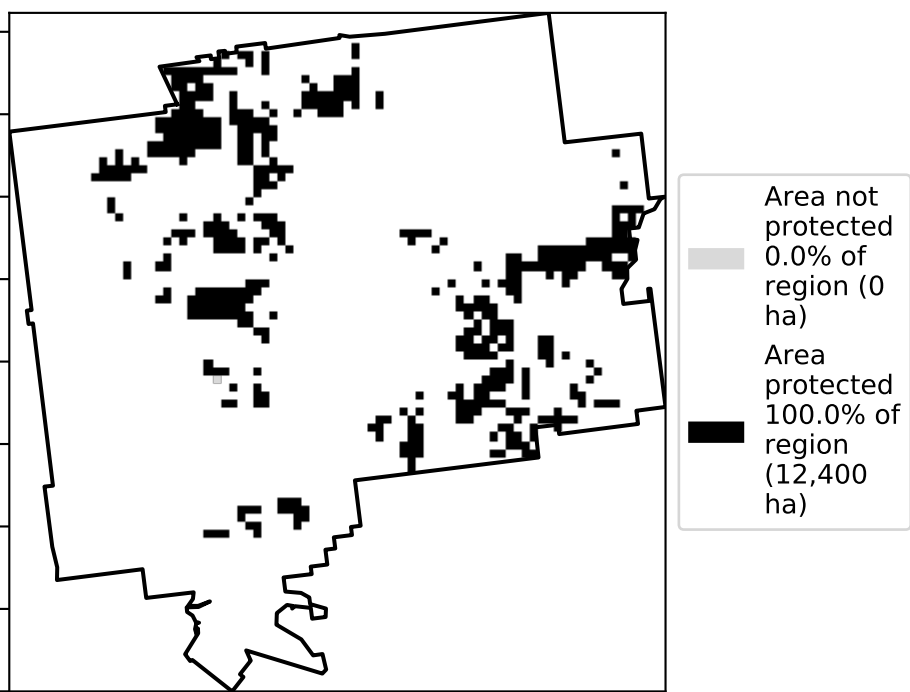 Area not
protected
0.0% of
region (0
ha)
Area
protected
100.0% of
region
(12,400
ha)